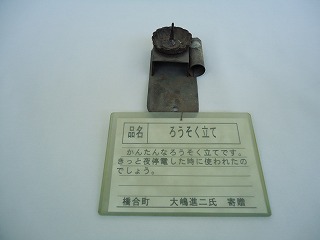 品名 ろうそく立て
かんたんなろうそく立てです。
きっと夜停電した時に使われたの
でしょう。
橋合町 大嶋進二氏 寄贈